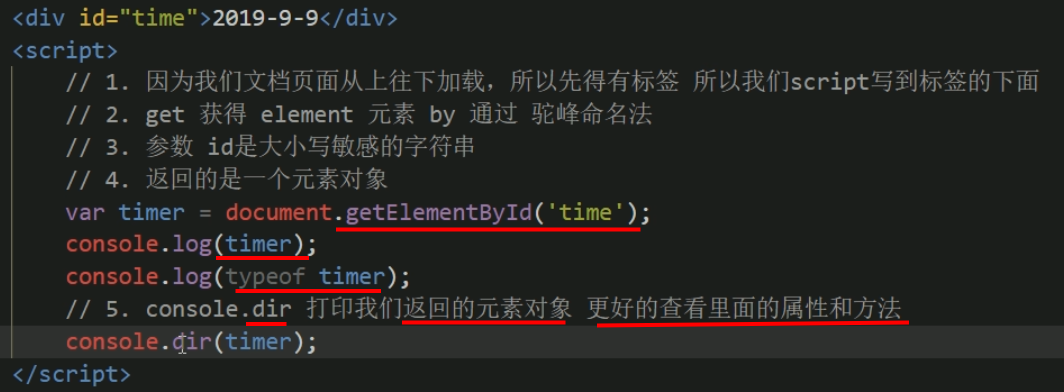 <div id="time">2019-9-9</div>
<script>
// 1. 因为我们文档页面从上往下加载，所以先得有标签 所以我们script写到标签的下面
// 2. get 获得 element 元素 by 通过 驼峰命名法
// 3. 参数 id是大小写敏感的字符串
// 4. 返回的是一个元素对象
var timer = document.getElementById('time');
console.log(timer);
console.log(typeof timer);
// 5. console.dir 打印我们返回的元素对象 更好的查看里面的属性和方法
console.dir(timer);
</script>